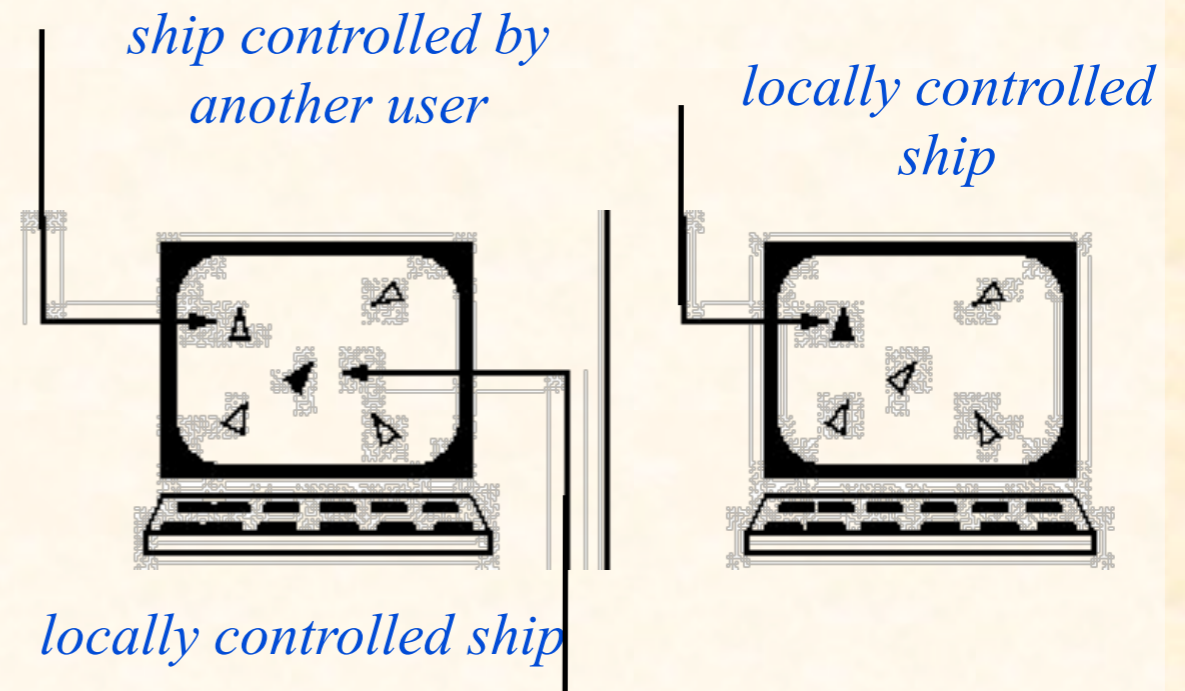 ship controlled by
another user
locally controlled
ship
locally controlled ship